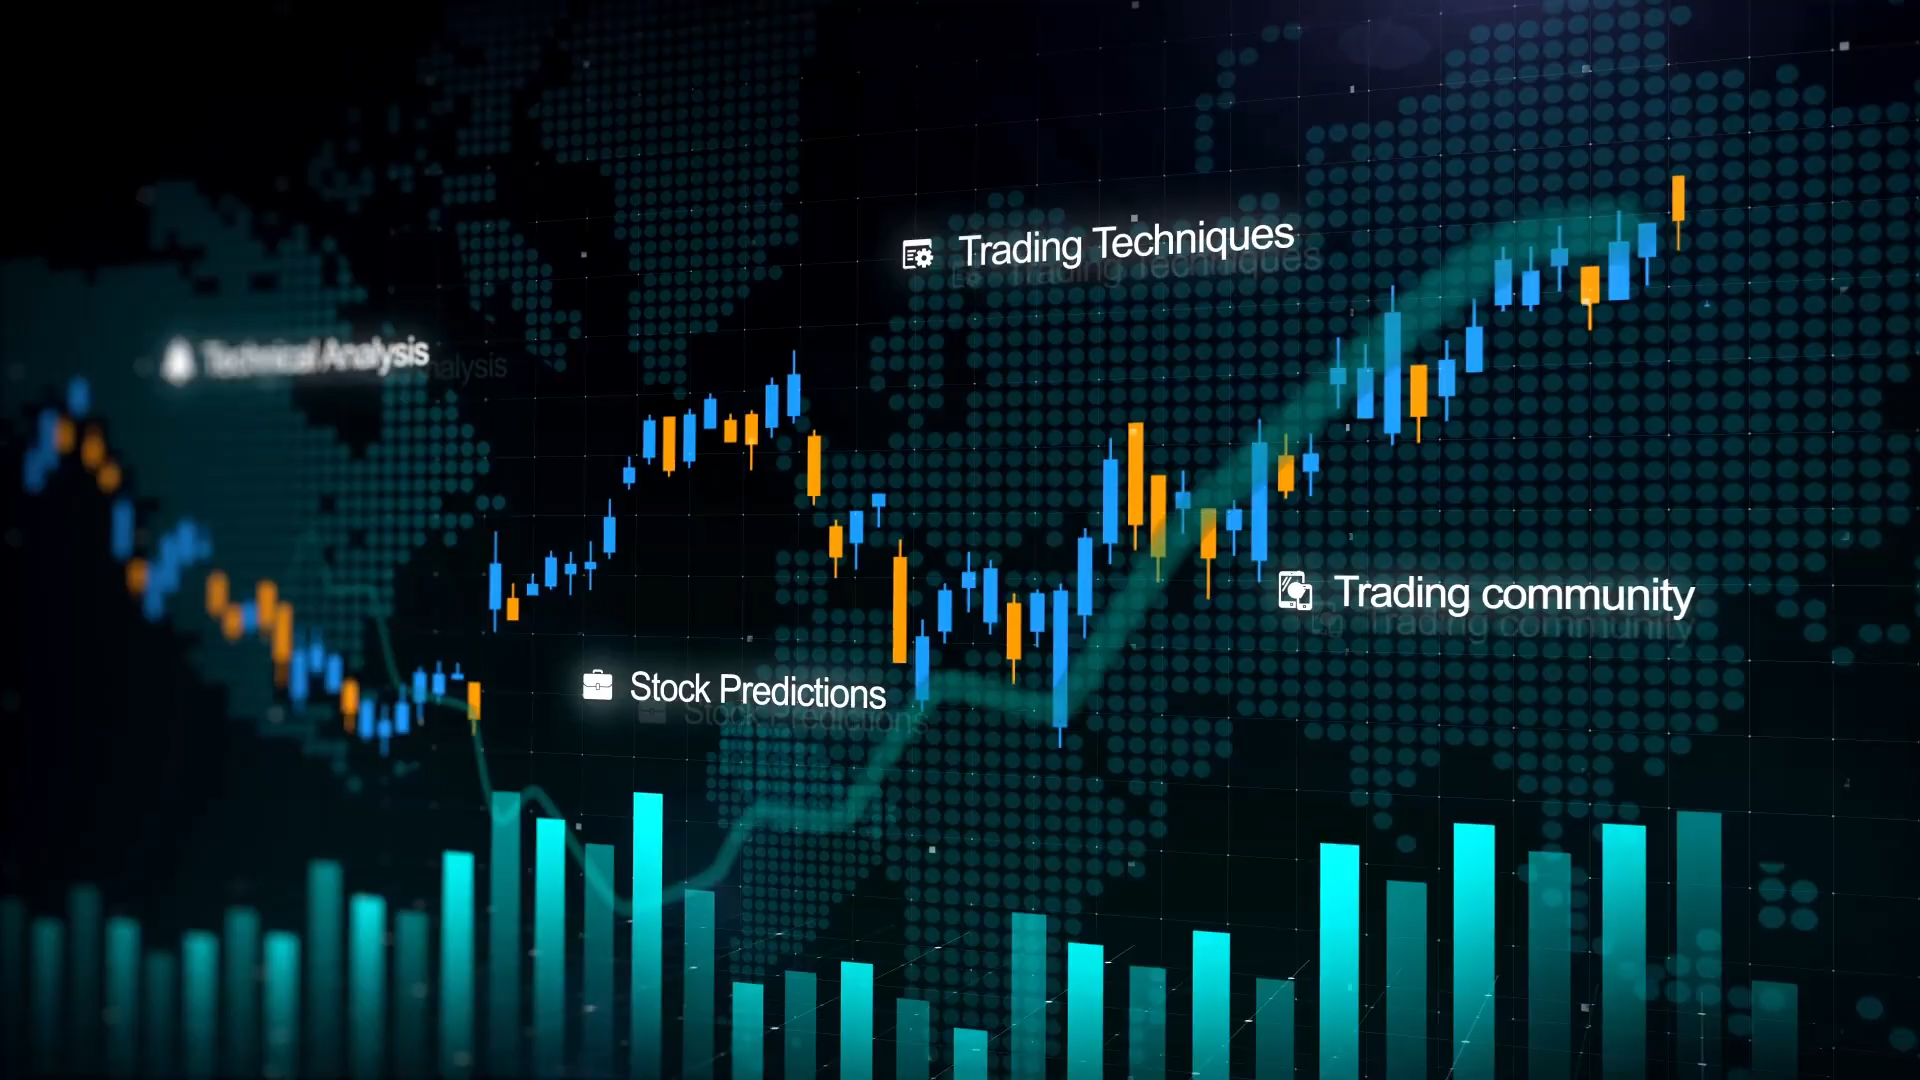 Trading Techniques
Technical Analysis
Trading community
Stock Predictions